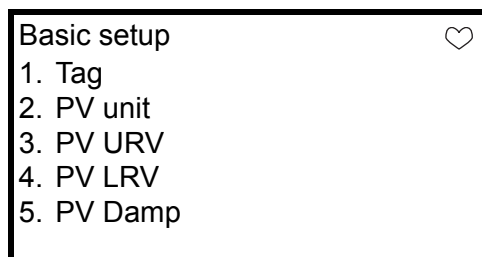 Basic setup
1. Tag
2. PV unit
3. PV URV
4. PV LRV
5. PV Damp